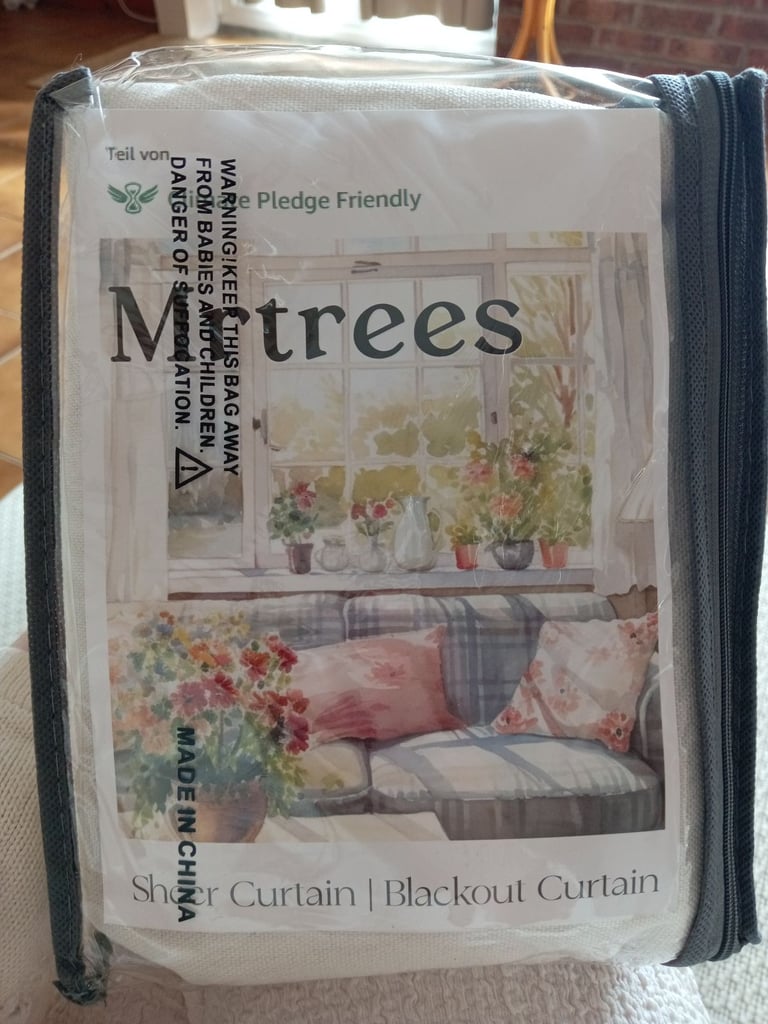 Teil von
Climate Pledge Friendly
Mrtrees
WARNING!KEEP THIS BAG AWAY
FROM BABIES AND CHILDREN.
DANGER OF SUFFOCATION.
MADE IN CHINA
Sheer Curtain | Blackout Curtain